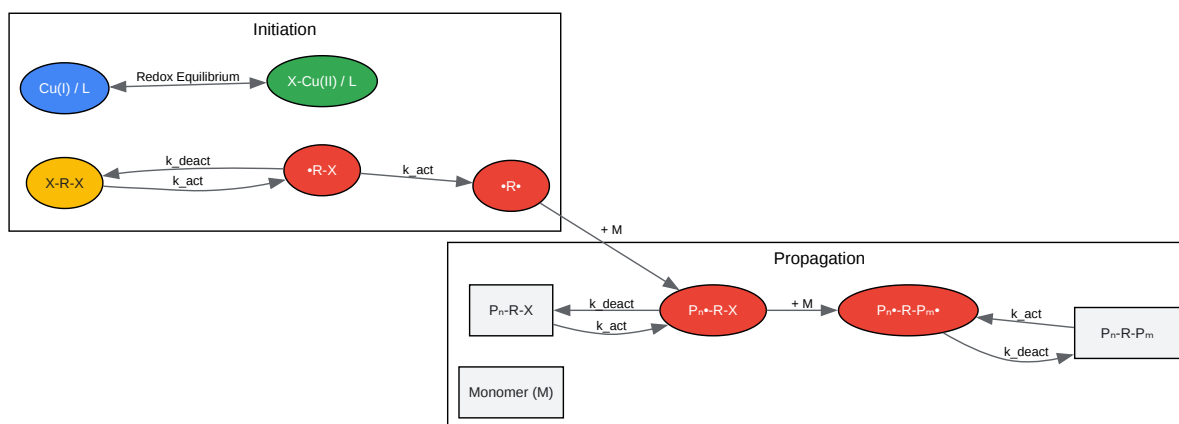 Initiation
Cu(I) / L
Redox Equilibrium
X-Cu(II) / L
X-R-X
k_deact
k_act
•R-X
k_act
•R•
+ M
Propagation
Pₙ-R-X
k_deact
k_act
Pₙ•-R-X
+ M
Pₙ•-R-Pₘ•
k_act
k_deact
Pₙ-R-Pₘ
Monomer (M)